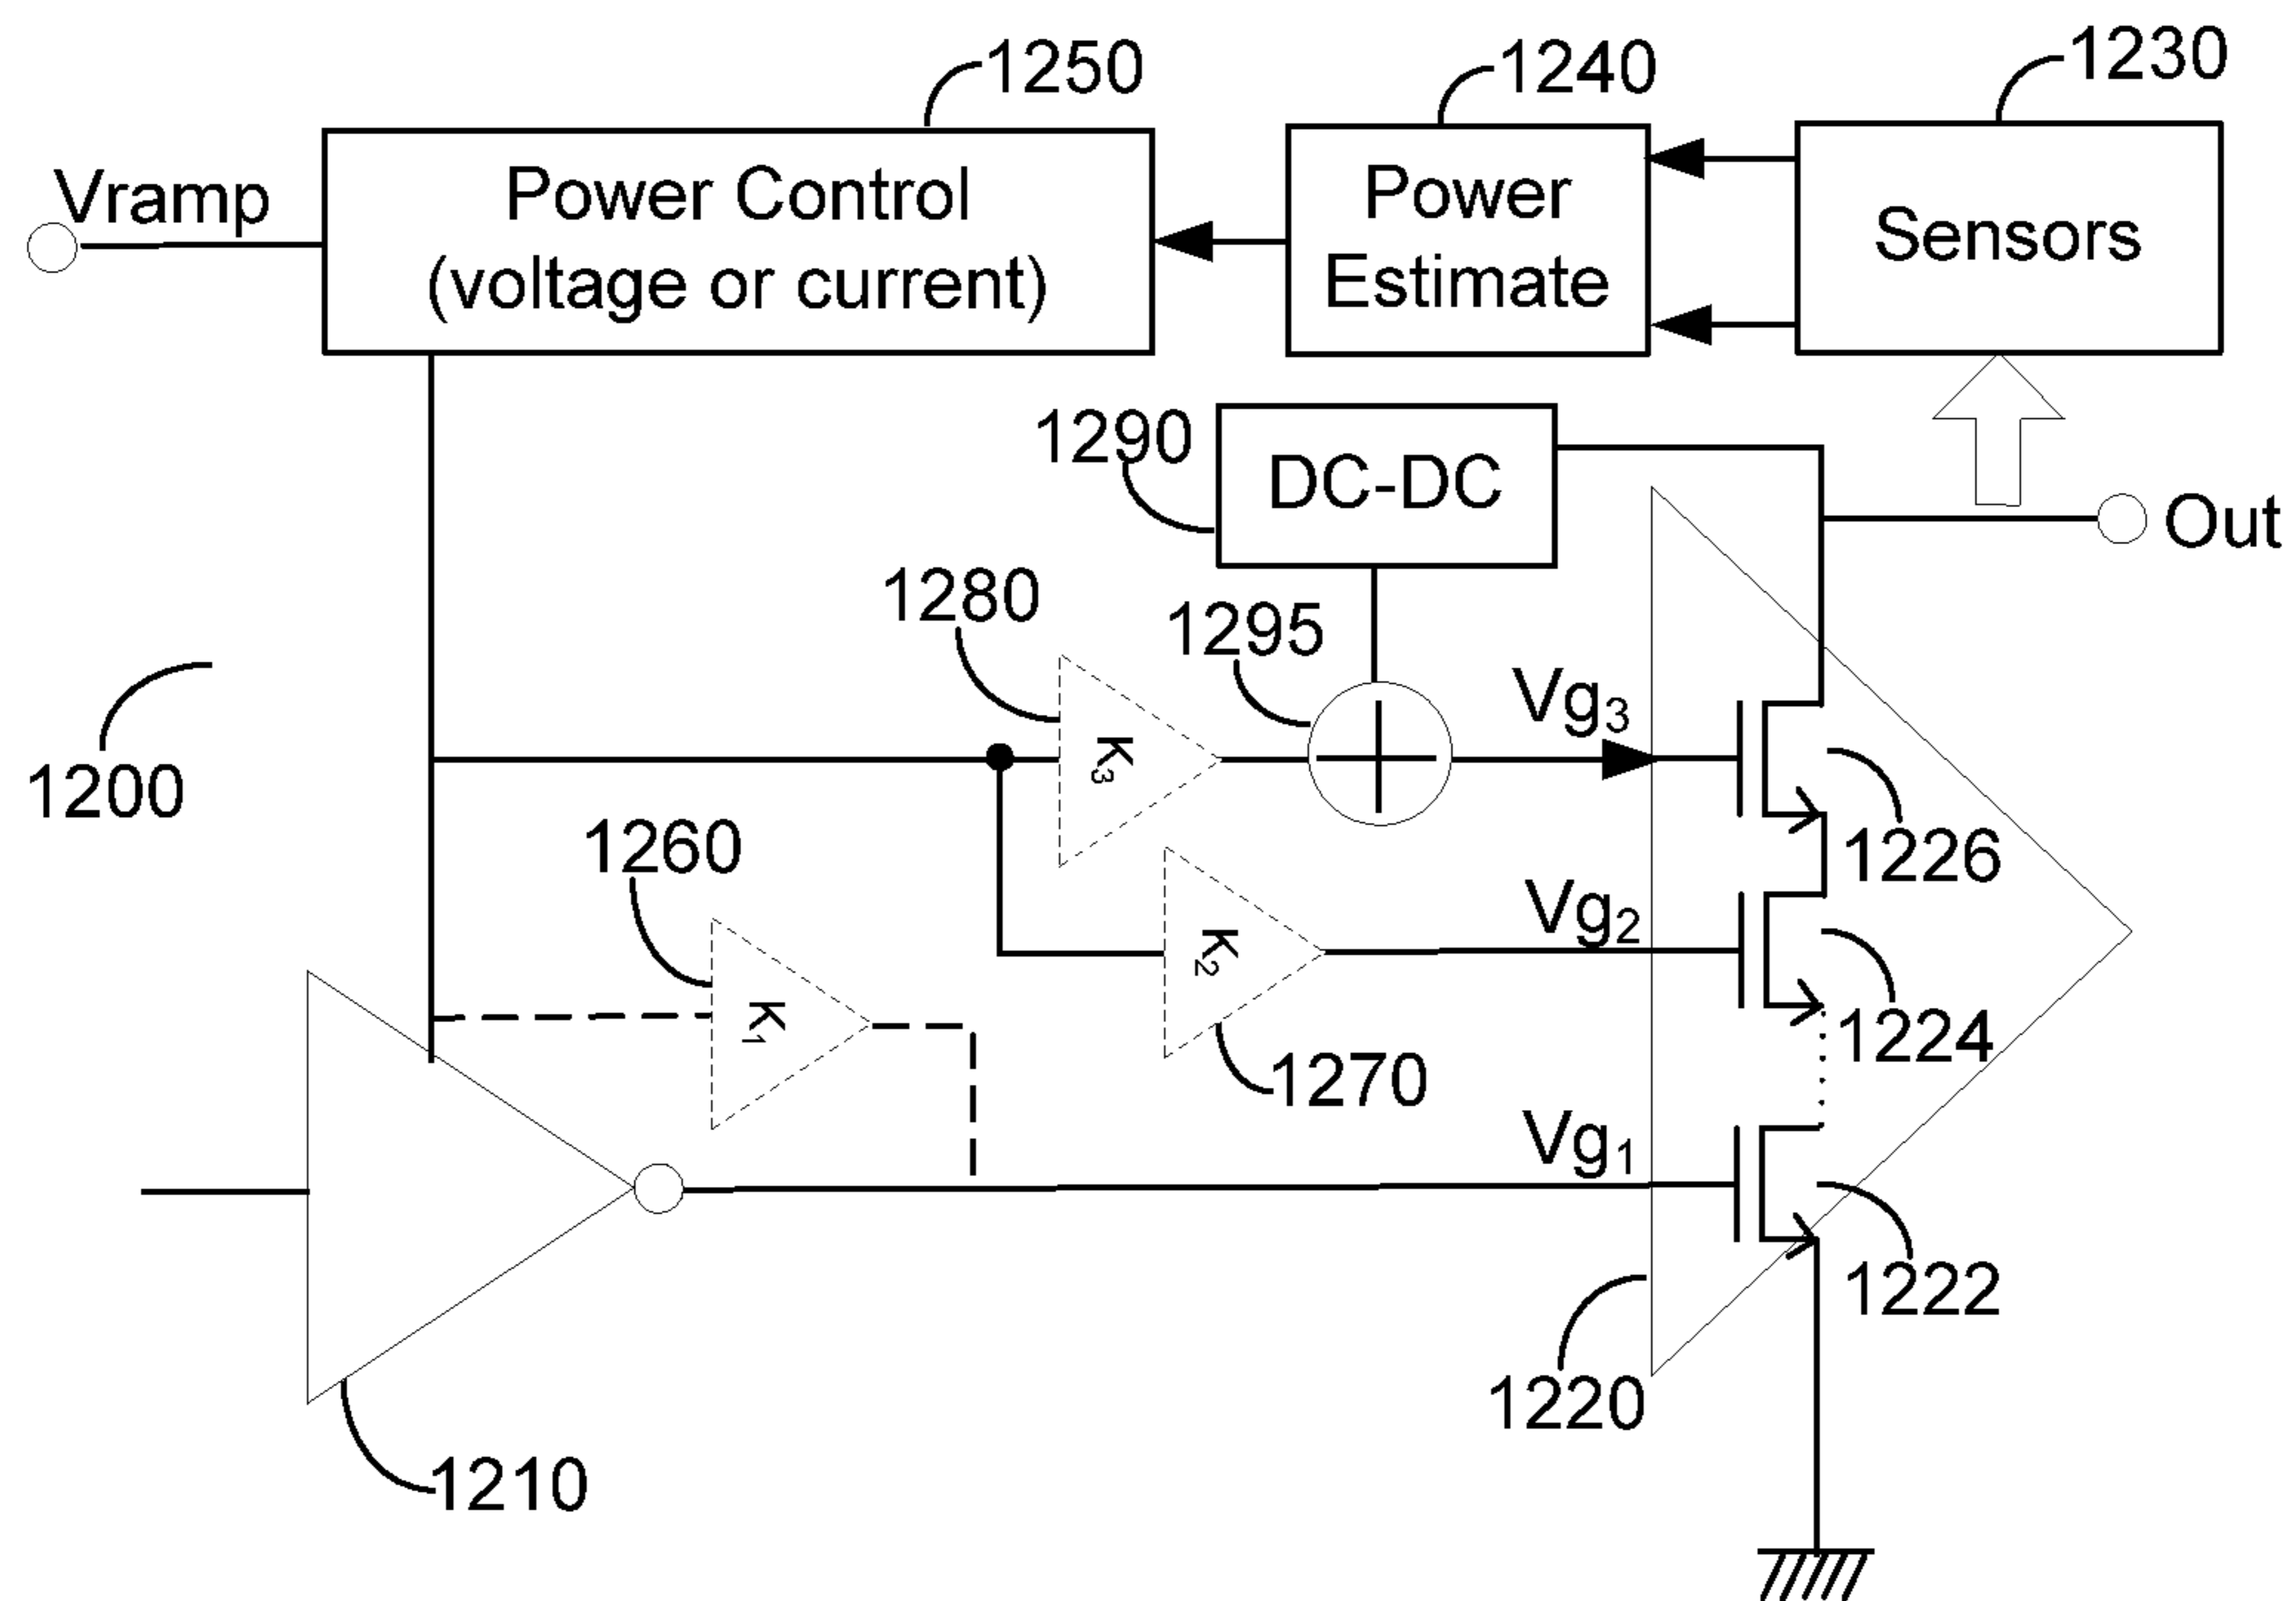 1250
1240
1230
Vramp
Power Control
(voltage or current)
Power
Estimate
Sensors
1290
DC-DC
Out
1280
1295
Vg3
K3
1200
1226
1260
Vg2
K2
K1
1224
1270
Vg1
1222
1220
1210